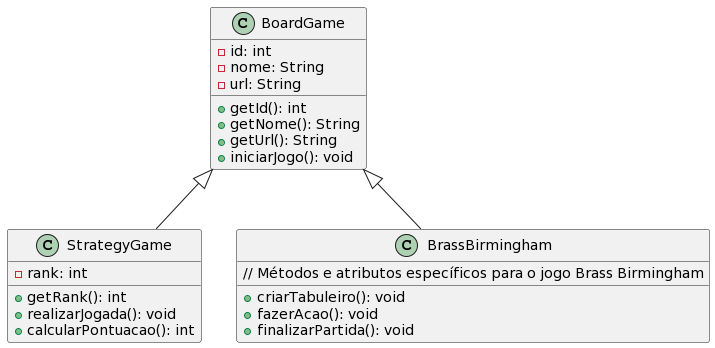 C BoardGame
id: int
nome: String
url: String
getId(): int
getNome(): String
getUrl(): String
iniciarJogo(): void
C StrategyGame
rank: int
getRank(): int
realizarJogada(): void
calcularPontuacao(): int
C BrassBirmingham
// Métodos e atributos específicos para o jogo Brass Birmingham
criarTabuleiro(): void
fazerAcao(): void
finalizarPartida(): void